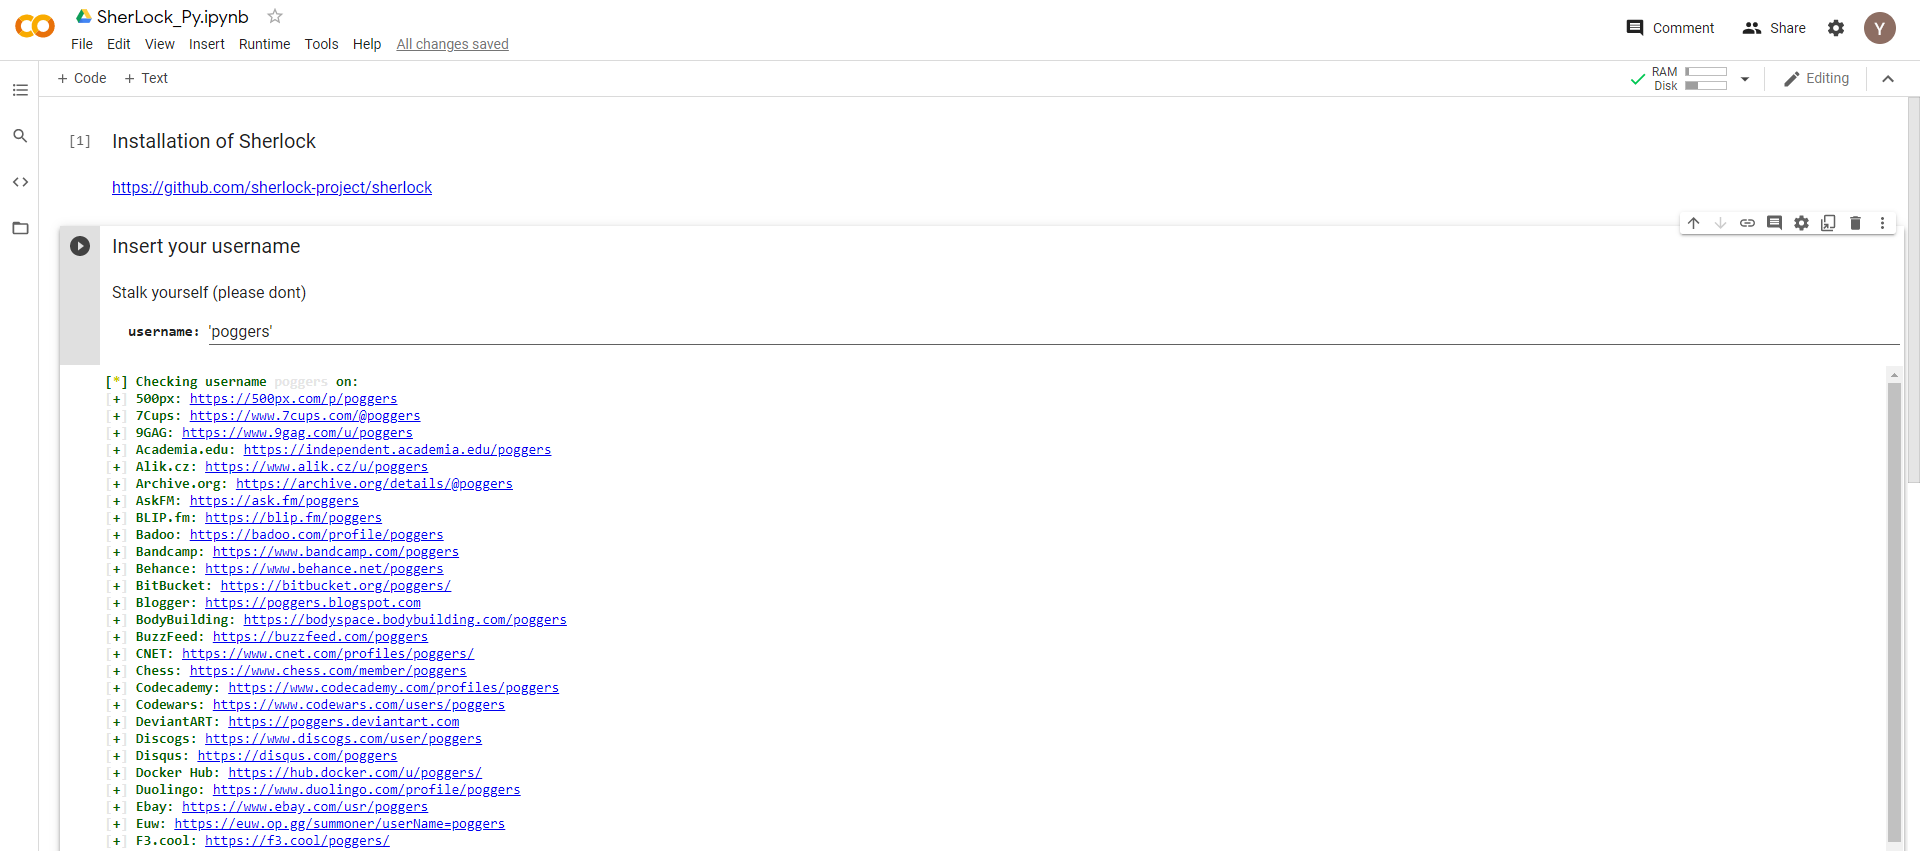 SherLock_Py.ipynb
File Edit View Insert Runtime Tools Help All changes saved
Comment Share Y
+ Code + Text
RAM
Disk
Editing
[1] Installation of Sherlock
https://github.com/sherlock-project/sherlock
Insert your username
Stalk yourself (please dont)
username: 'poggers'
[*] Checking username poggers on:
[+] 500px: https://500px.com/p/poggers
[+] 7Cups: https://www.7cups.com/@poggers
[+] 9GAG: https://www.9gag.com/u/poggers
[+] Academia.edu: https://independent.academia.edu/poggers
[+] Alik.cz: https://www.alik.cz/u/poggers
[+] Archive.org: https://archive.org/details/@poggers
[+] AskFM: https://ask.fm/poggers
[+] BLIP.fm: https://blip.fm/poggers
[+] Badoo: https://badoo.com/profile/poggers
[+] Bandcamp: https://www.bandcamp.com/poggers
[+] Behance: https://www.behance.net/poggers
[+] BitBucket: https://bitbucket.org/poggers/
[+] Blogger: https://poggers.blogspot.com
[+] BodyBuilding: https://bodyspace.bodybuilding.com/poggers
[+] BuzzFeed: https://buzzfeed.com/poggers
[+] CNET: https://www.cnet.com/profiles/poggers/
[+] Chess: https://www.chess.com/member/poggers
[+] Codecademy: https://www.codecademy.com/profiles/poggers
[+] Codewars: https://www.codewars.com/users/poggers
[+] DeviantART: https://poggers.deviantart.com
[+] Discogs: https://www.discogs.com/user/poggers
[+] Disqus: https://disqus.com/poggers
[+] Docker Hub: https://hub.docker.com/u/poggers/
[+] Duolingo: https://www.duolingo.com/profile/poggers
[+] Ebay: https://www.ebay.com/usr/poggers
[+] Euw: https://euw.op.gg/summoner/userName=poggers
[+] F3.cool: https://f3.cool/poggers/